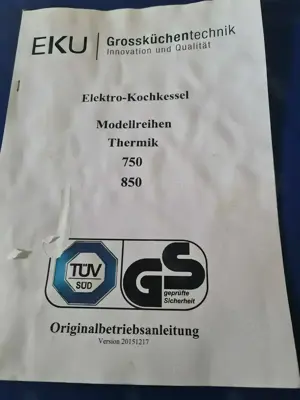 EKU Grossküchentechnik
Innovation und Qualität
Elektro-Kochkessel
Modellreihen
Thermik
750
850
TÜV
SÜD
GS
geprüfte
Sicherheit
Originalbetriebsanleitung
Version 20151217